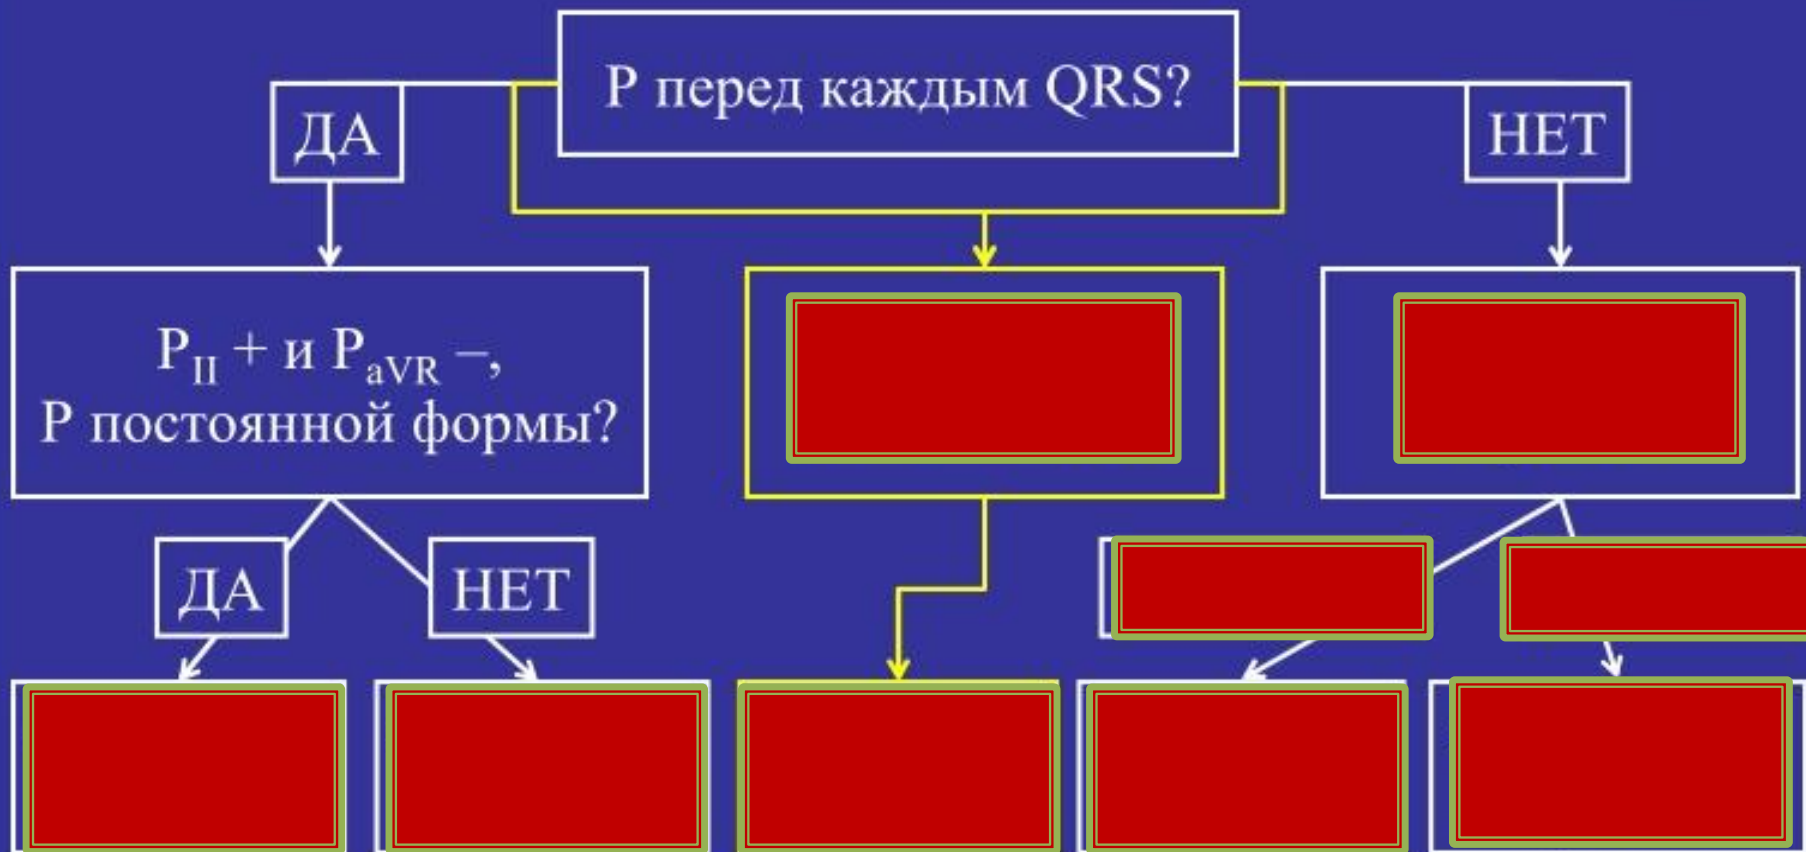 Р перед каждым QRS?
ДА
НЕТ
PII + и PaVR –,
Р постоянной формы?
ДА
НЕТ